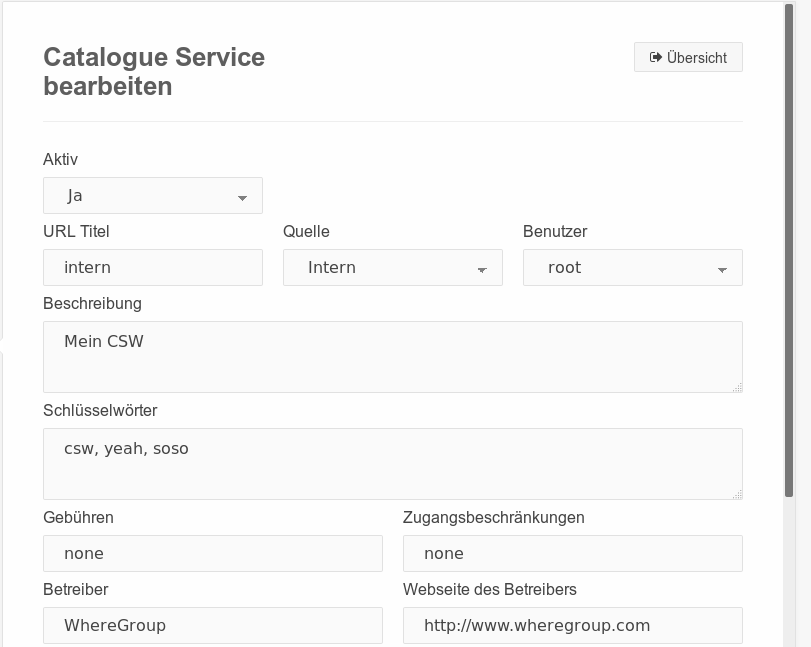 Catalogue Service
bearbeiten
Übersicht
Aktiv
Ja
URL Titel
Quelle
Benutzer
intern
Intern
root
Beschreibung
Mein CSW
Schlüsselwörter
csw, yeah, soso
Gebühren
Zugangsbeschränkungen
none
none
Betreiber
Webseite des Betreibers
WhereGroup
http://www.wheregroup.com